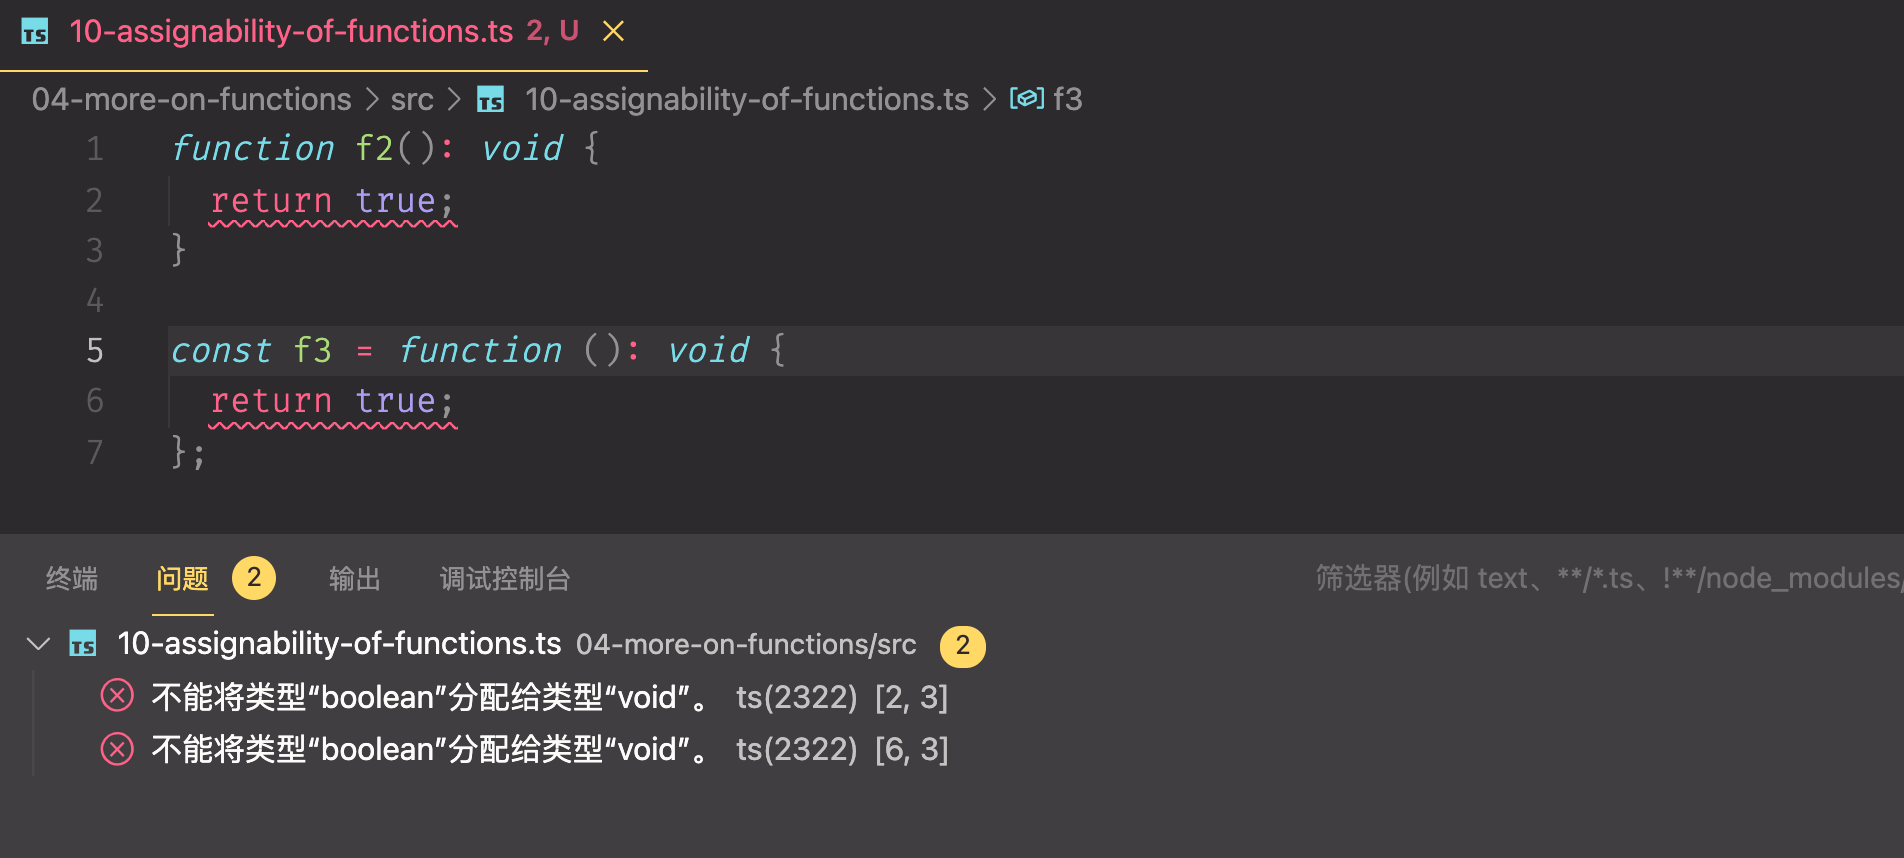 TS 10-assignability-of-functions.ts 2, U
04-more-on-functions > src > TS 10-assignability-of-functions.ts > f3
1 function f2(): void {
2 return true;
3 }
4
5 const f3 = function (): void {
6 return true;
7 };
终端 问题 2 输出 调试控制台 筛选器(例如 text、**/*.ts、!**/node_modules/
TS 10-assignability-of-functions.ts 04-more-on-functions/src 2
不能将类型“boolean”分配给类型“void”。 ts(2322) [2, 3]
不能将类型“boolean”分配给类型“void”。 ts(2322) [6, 3]